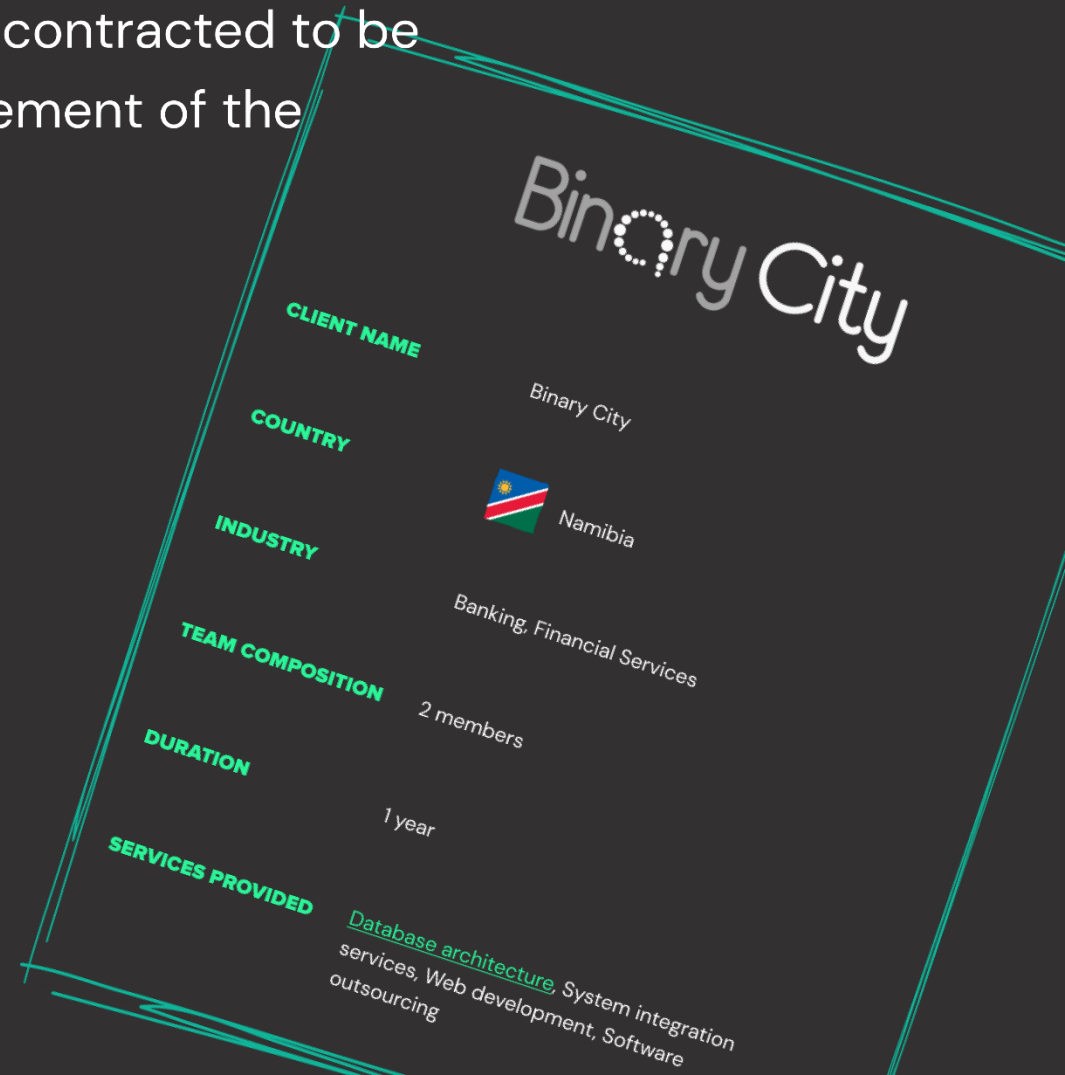 contracted to be
ement of the
Binary City
CLIENT NAME
Binary City
COUNTRY
Namibia
INDUSTRY
Banking, Financial Services
TEAM COMPOSITION
2 members
DURATION
1 year
SERVICES PROVIDED
Database architecture, System integration
services, Web development, Software
outsourcing